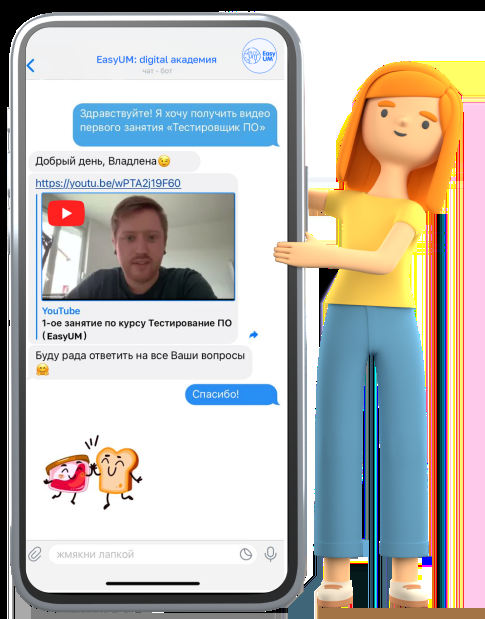 EasyUM: digital академия
чат - бот
Easy
UM
Здравствуйте! Я хочу получить видео
первого занятия «Тестировщик ПО»
Добрый день, Владлена😉
https://youtu.be/wPTA2j19F60
YouTube
1-ое занятие по курсу Тестирование ПО
(EasyUM)
Буду рада ответить на все Ваши вопросы
🤗
Спасибо!
жмякни лапкой